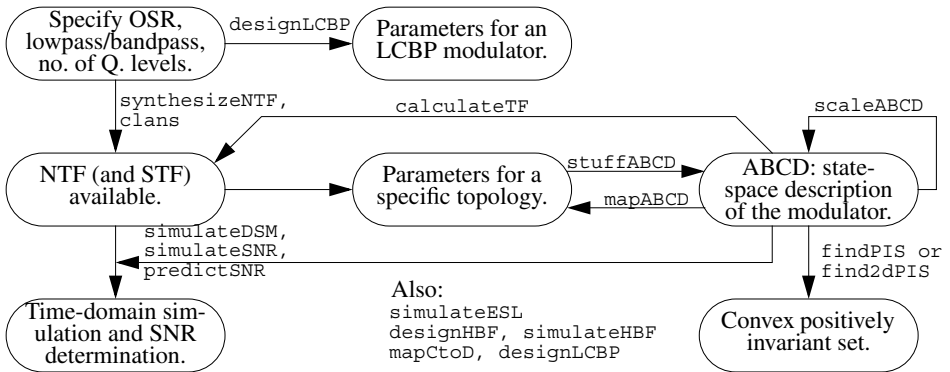 Specify OSR,
lowpass/bandpass,
no. of Q. levels.
designLCBP
Parameters for an
LCBP modulator.
synthesizeNTF,
clans
calculateTF
scaleABCD
NTF (and STF)
available.
Parameters for a
specific topology.
stuffABCD
mapABCD
ABCD: state-
space description
of the modulator.
simulateDSM,
simulateSNR,
predictSNR
findPIS or
find2dPIS
Time-domain sim-
ulation and SNR
determination.
Also:
simulateESL
designHBF, simulateHBF
mapCtoD, designLCBP
Convex positively
invariant set.